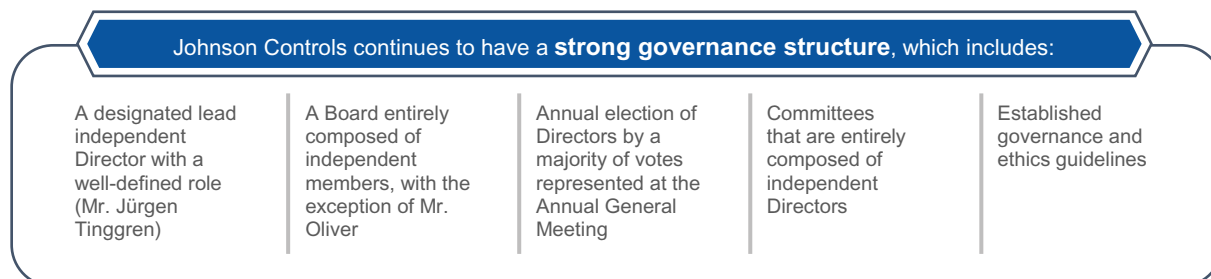 Johnson Controls continues to have a strong governance structure, which includes:
A designated lead
independent
Director with a
well-defined role
(Mr. Jürgen
Tinggren)
A Board entirely
composed of
independent
members, with the
exception of Mr.
Oliver
Annual election of
Directors by a
majority of votes
represented at the
Annual General
Meeting
Committees
that are entirely
composed of
independent
Directors
Established
governance and
ethics guidelines